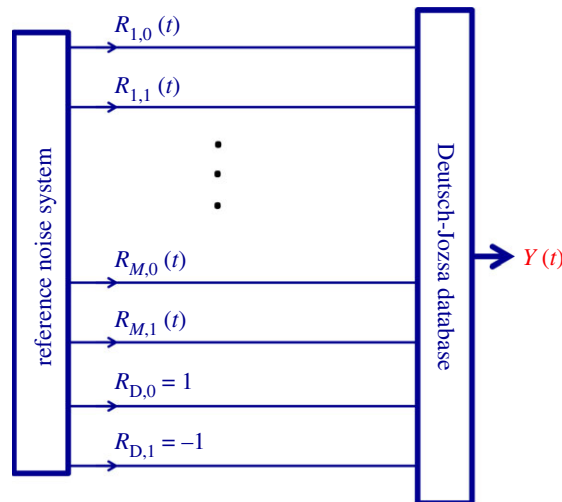 reference noise system
R1,0 (t)
R1,1 (t)
RM,0 (t)
RM,1 (t)
RD,0 = 1
RD,1 = –1
Deutsch-Jozsa database
Y (t)